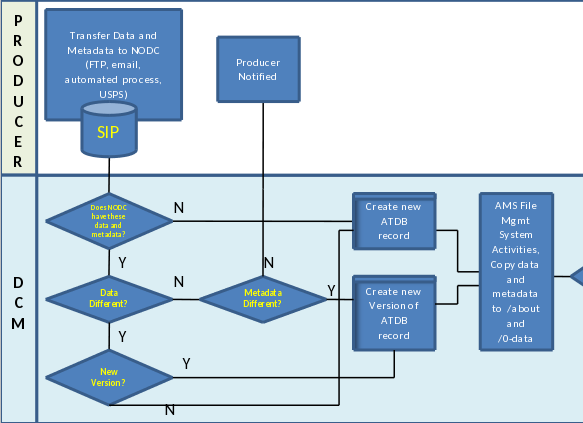 PRODUCER
Transfer Data and
Metadata to NODC
(FTP, email,
automated process,
USPS)
SIP
Producer
Notified
DCM
Does NODC
have these
data and
metadata?
N
Y
Data
Different?
N
Y
Metadata
Different?
N
Y
New
Version?
Y
N
Create new
ATDB
record
Create new
Version of
ATDB
record
AMS File
Mgmt
System
Activities,
Copy data
and
metadata
to /about
and
/0-data